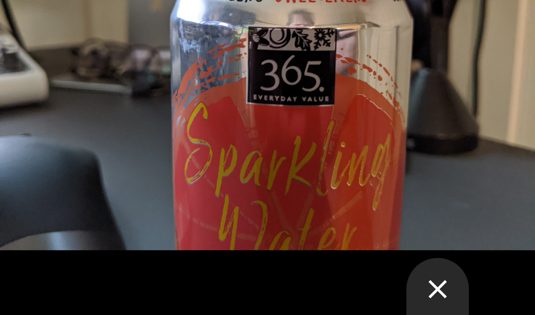 365.
EVERYDAY VALUE
Sparkling
Water